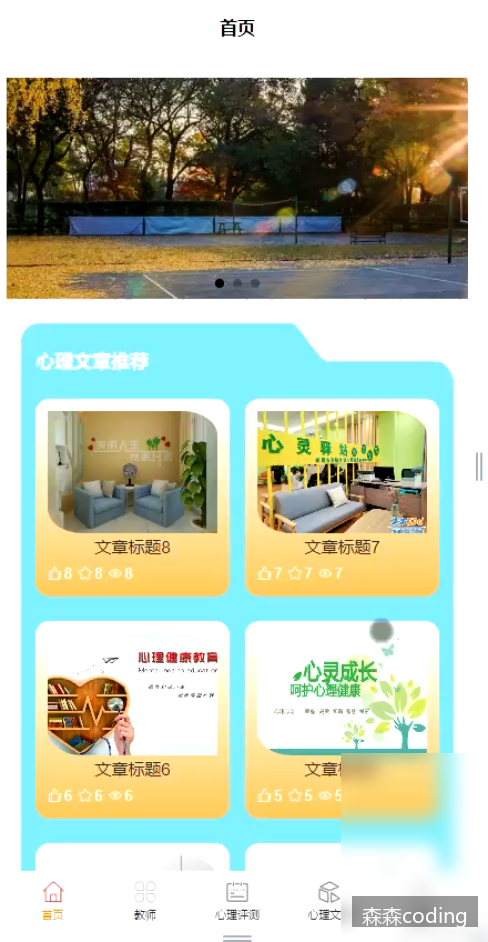 首页
心理文章推荐
心灵驿站
文章标题8
文章标题7
8 8 8
7 7 7
心理健康教育
心灵成长
呵护心理健康
文章标题6
文章
6 6 6
5 5 5
首页
教师
心理评测
心理文
森森coding